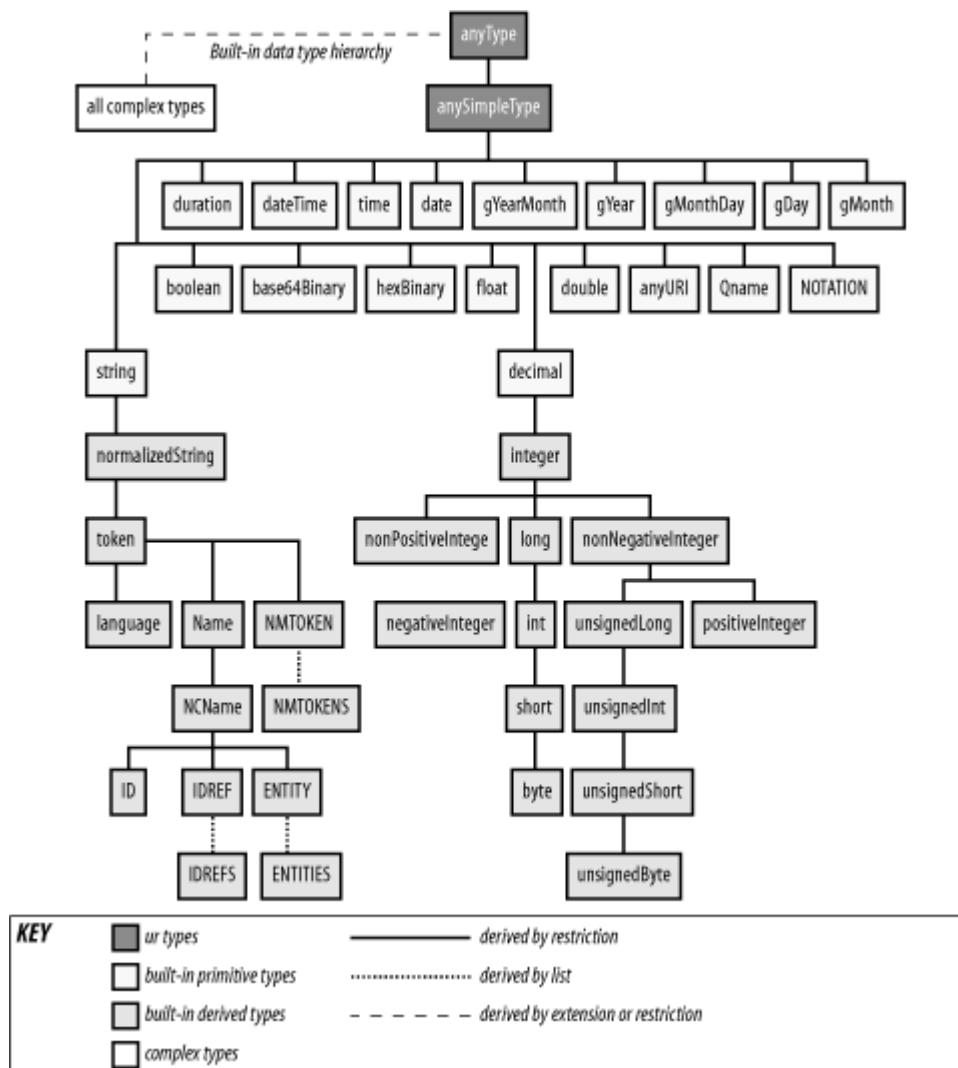 anyType
Built-in data type hierarchy
all complex types
anySimpleType
duration
dateTime
time
date
gYearMonth
gYear
gMonthDay
gDay
gMonth
boolean
base64Binary
hexBinary
float
double
anyURI
Qname
NOTATION
string
decimal
normalizedString
integer
token
nonPositiveIntege
long
nonNegativeInteger
language
Name
NMTOKEN
negativeInteger
int
unsignedLong
positiveInteger
NCName
NMTOKENS
short
unsignedInt
ID
IDREF
ENTITY
byte
unsignedShort
IDREFS
ENTITIES
unsignedByte
KEY
ur types
derived by restriction
built-in primitive types
derived by list
built-in derived types
derived by extension or restriction
complex types